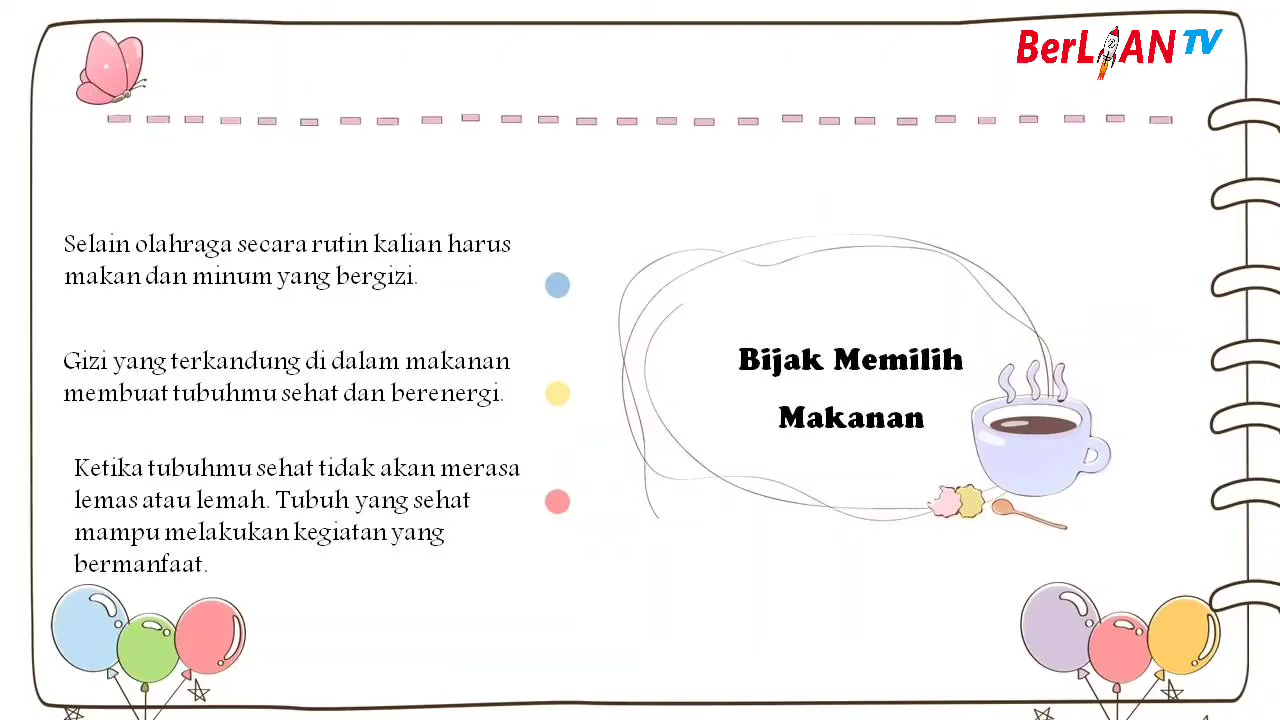 BerLIAN TV
Selain olahraga secara rutin kalian harus
makan dan minum yang bergizi.
Gizi yang terkandung di dalam makanan
membuat tubuhmu sehat dan berenergi.
Ketika tubuhmu sehat tidak akan merasa
lemas atau lemah. Tubuh yang sehat
mampu melakukan kegiatan yang
bermanfaat.
Bijak Memilih
Makanan